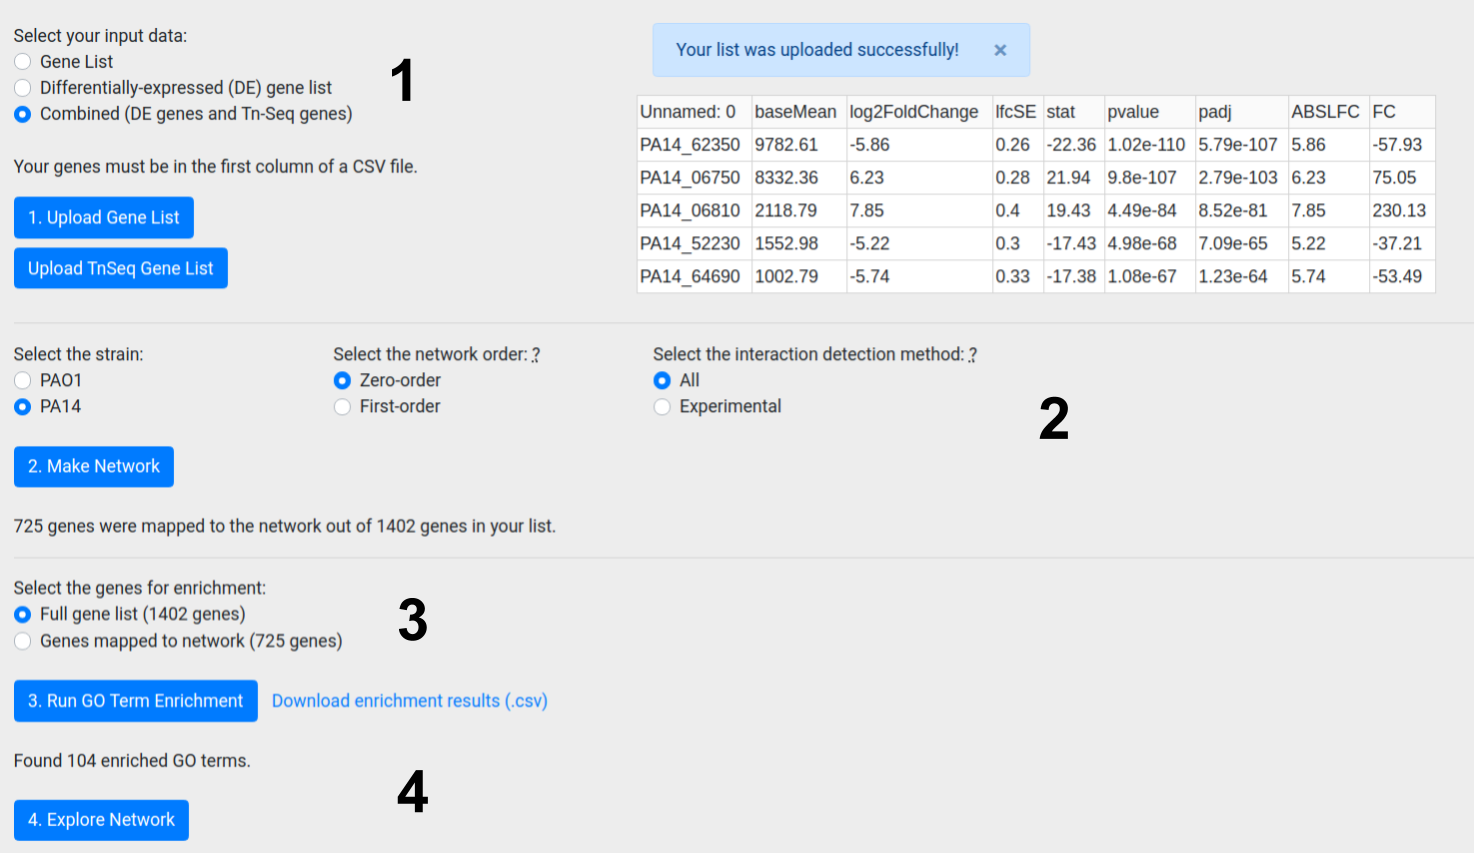 Select your input data:
Gene List
Differentially-expressed (DE) gene list
Combined (DE genes and Tn-Seq genes)
1
Your genes must be in the first column of a CSV file.
1. Upload Gene List
Upload TnSeq Gene List
Your list was uploaded successfully! ×
Unnamed: 0 baseMean log2FoldChange lfcSE stat pvalue padj ABSLFC FC
PA14_62350 9782.61 -5.86 0.26 -22.36 1.02e-110 5.79e-107 5.86 -57.93
PA14_06750 8332.36 6.23 0.28 21.94 9.8e-107 2.79e-103 6.23 75.05
PA14_06810 2118.79 7.85 0.4 19.43 4.49e-84 8.52e-81 7.85 230.13
PA14_52230 1552.98 -5.22 0.3 -17.43 4.98e-68 7.09e-65 5.22 -37.21
PA14_64690 1002.79 -5.74 0.33 -17.38 1.08e-67 1.23e-64 5.74 -53.49
Select the strain:
PAO1
PA14
Select the network order: ?
Zero-order
First-order
Select the interaction detection method: ?
All
Experimental
2
2. Make Network
725 genes were mapped to the network out of 1402 genes in your list.
Select the genes for enrichment:
Full gene list (1402 genes)
Genes mapped to network (725 genes)
3
3. Run GO Term Enrichment Download enrichment results (.csv)
Found 104 enriched GO terms.
4
4. Explore Network